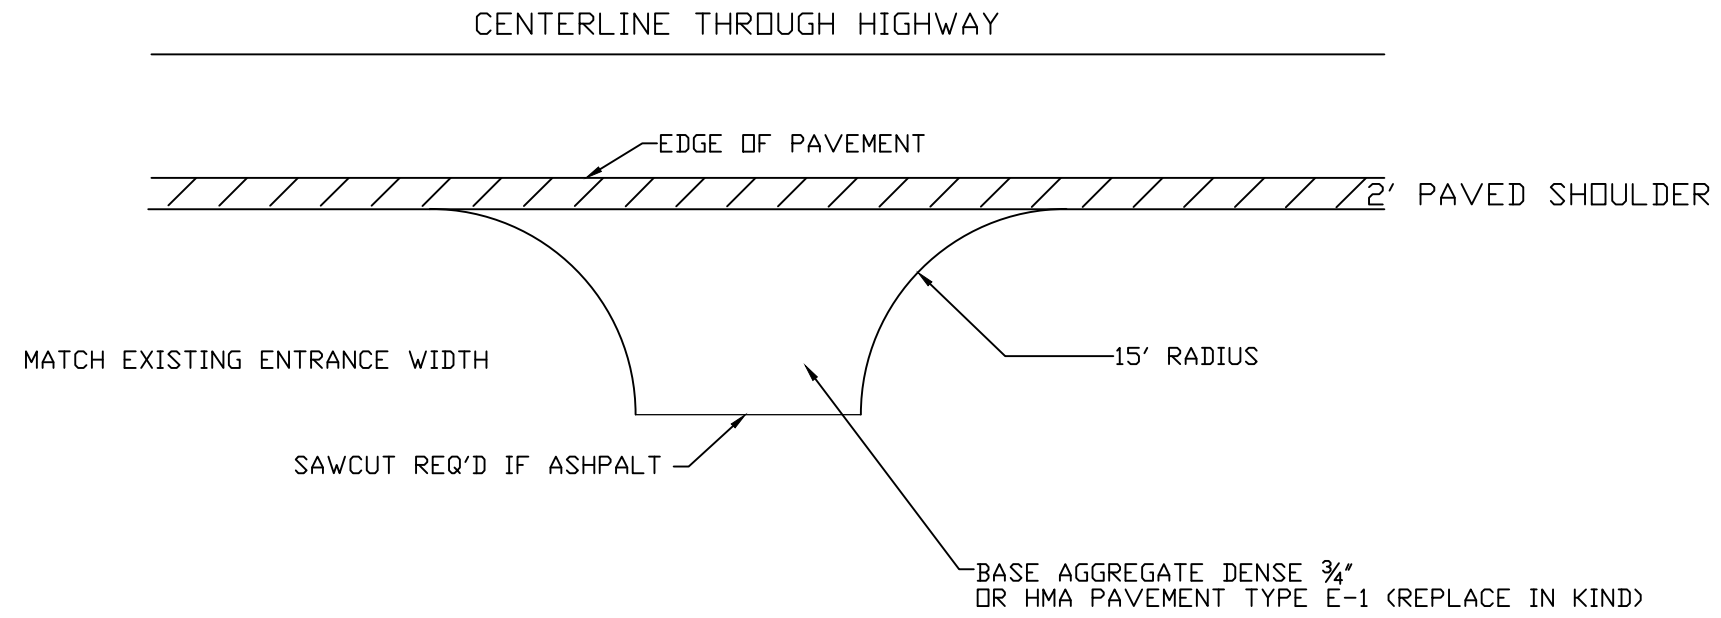 CENTERLINE THROUGH HIGHWAY
EDGE OF PAVEMENT
2' PAVED SHOULDER
MATCH EXISTING ENTRANCE WIDTH
15' RADIUS
SAWCUT REQ'D IF ASHPALT
BASE AGGREGATE DENSE ¾"
OR HMA PAVEMENT TYPE E-1 (REPLACE IN KIND)